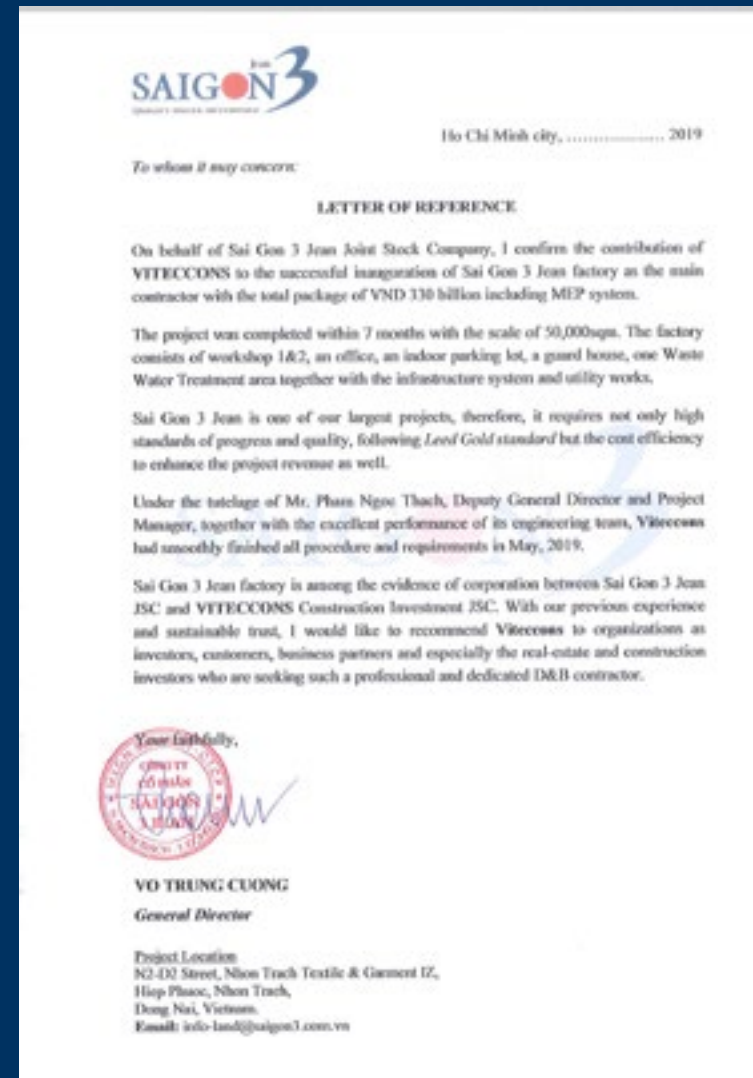 Jean
SAIGON 3
Ho Chi Minh city, .................... 2019
To whom it may concern:
LETTER OF REFERENCE
On behalf of Sai Gon 3 Jean Joint Stock Company, I confirm the contribution of
VITECCONS to the successful inauguration of Sai Gon 3 Jean factory as the main
contractor with the total package of VND 330 billion including MEP system.
The project was completed within 7 months with the scale of 50,000sqm. The factory
consists of workshop 1&2, an office, an indoor parking lot, a guard house, one Waste
Water Treatment area together with the infrastructure system and utility works.
Sai Gon 3 Jean is one of our largest projects, therefore, it requires not only high
standards of progress and quality, following Leed Gold standard but the cost efficiency
to enhance the project revenue as well.
Under the tutelage of Mr. Pham Ngoc Thach, Deputy General Director and Project
Manager, together with the excellent performance of its engineering team, Viteccons
had smoothly finished all procedure and requirements in May, 2019.
Sai Gon 3 Jean factory is among the evidence of corporation between Sai Gon 3 Jean
JSC and VITECCONS Construction Investment JSC. With our previous experience
and sustainable trust, I would like to recommend Viteccons to organizations as
investors, customers, business partners and especially the real-estate and construction
investors who are seeking such a professional and dedicated D&B contractor.
Your faithfully,
CÔNG TY
CỔ PHẦN
SÀI GÒN
VO TRUNG CUONG
General Director
Project Location
N2-D2 Street, Nhon Trach Textile & Garment IZ,
Hiep Phuoc, Nhon Trach,
Dong Nai, Vietnam.
Email: info-land@saigon3.com.vn